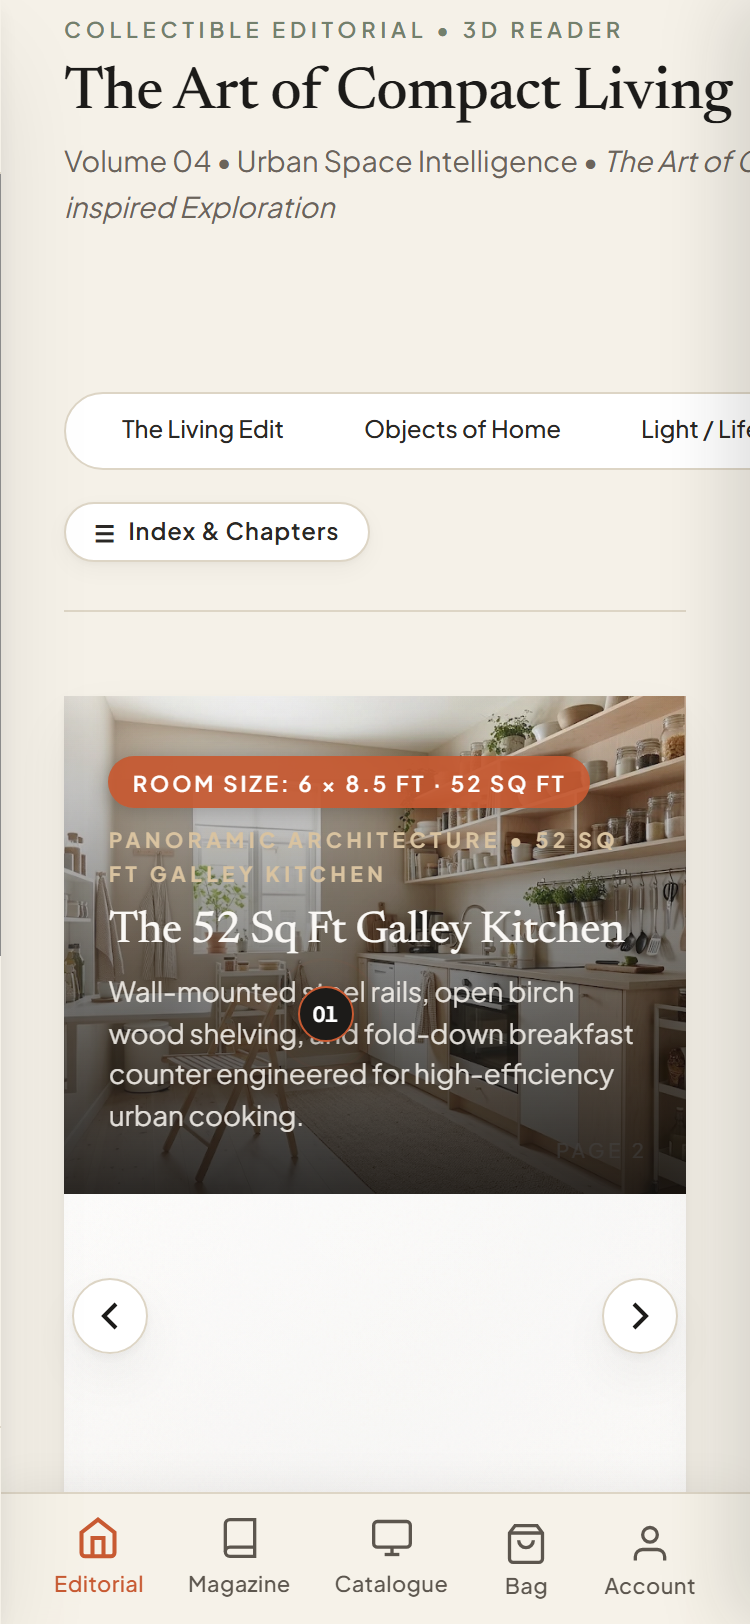 COLLECTIBLE EDITORIAL • 3D READER
The Art of Compact Living
Volume 04 • Urban Space Intelligence • The Art of
inspired Exploration
The Living Edit
Objects of Home
Light /
Index & Chapters
ROOM SIZE: 6 × 8.5 FT · 52 SQ FT
PANORAMIC ARCHITECTURE • 52 SQ
FT GALLEY KITCHEN
The 52 Sq Ft Galley Kitchen
Wall-mounted steel rails, open birch
01
wood shelving, and fold-down breakfast
counter engineered for high-efficiency
urban cooking.
PAGE 2
Editorial
Magazine
Catalogue
Bag
Account